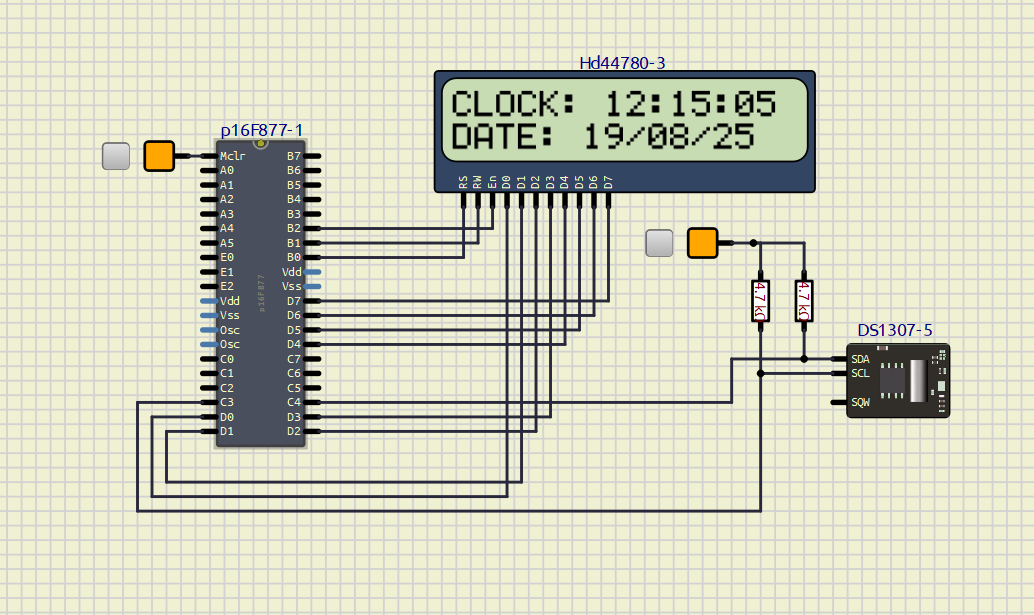 Hd44780-3
CLOCK: 12:15:05
DATE: 19/08/25
RS RW En D0 D1 D2 D3 D4 D5 D6 D7
p16F877-1
Mclr B7
A0 B6
A1 B5
A2 B4
A3 B3
A4 B2
A5 B1
E0 B0
E1 Vdd
E2 Vss
Vdd D7
Vss D6
Osc D5
Osc D4
C0 C7
C1 C6
C2 C5
C3 C4
D0 D3
D1 D2
p16F877
4.7 kΩ
4.7 kΩ
DS1307-5
SDA
SCL
SQW